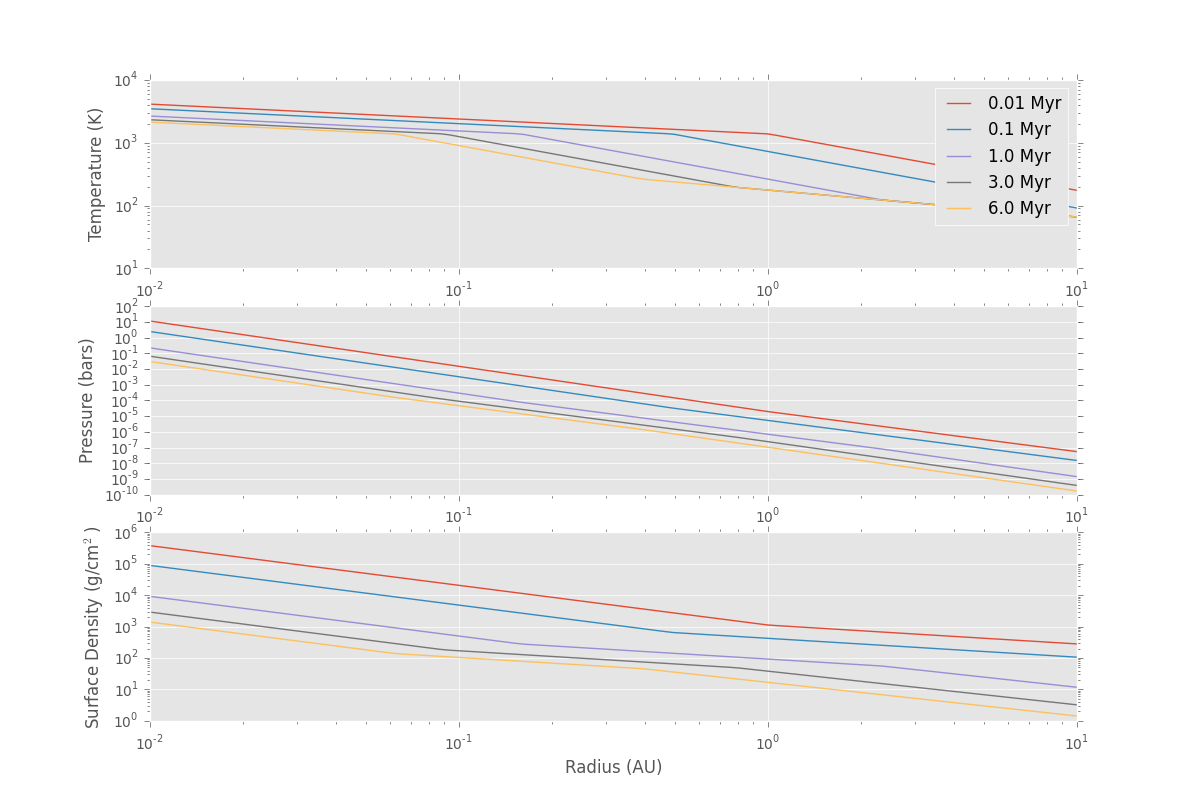 10^4
10^3
10^2
10^1
Temperature (K)
0.01 Myr
0.1 Myr
1.0 Myr
3.0 Myr
6.0 Myr
10^-2 10^-1 10^0 10^1
10^2
10^1
10^0
10^-1
10^-2
10^-3
10^-4
10^-5
10^-6
10^-7
10^-8
10^-9
10^-10
Pressure (bars)
10^-2 10^-1 10^0 10^1
10^6
10^5
10^4
10^3
10^2
10^1
10^0
Surface Density (g/cm^2 )
10^-2 10^-1 10^0 10^1
Radius (AU)